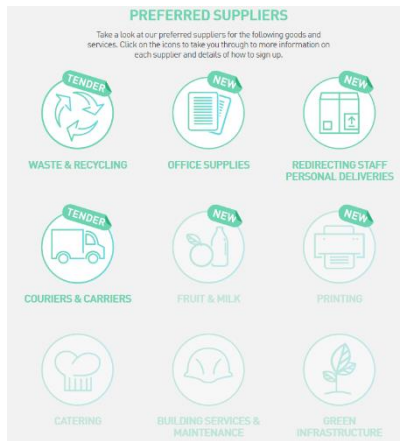 PREFERRED SUPPLIERS
Take a look at our preferred suppliers for the following goods and
services. Click on the icons to take you through to more information on
each supplier and details of how to sign up.
TENDER
NEW
NEW
WASTE & RECYCLING
OFFICE SUPPLIES
REDIRECTING STAFF
PERSONAL DELIVERIES
TENDER
NEW
NEW
COURIERS & CARRIERS
FRUIT & MILK
PRINTING
CATERING
BUILDING SERVICES &
MAINTENANCE
GREEN
INFRASTRUCTURE